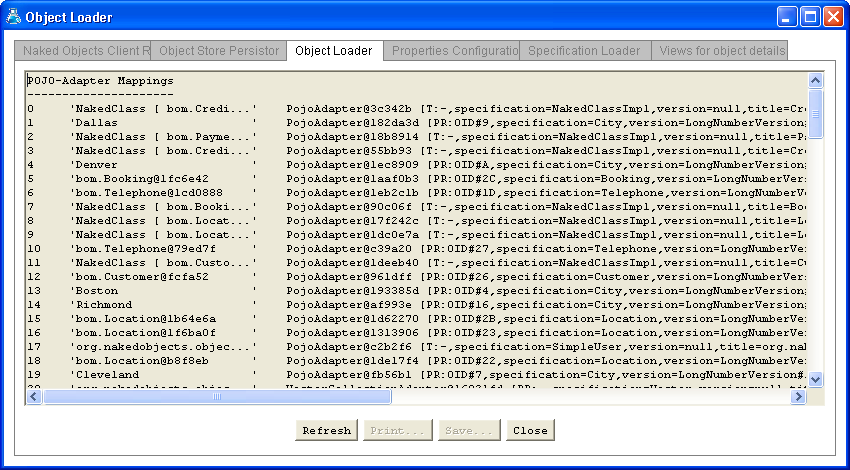 Object Loader
Naked Objects Client R Object Store Persistor Object Loader Properties Configuratio Specification Loader Views for object details
POJO-Adapter Mappings
---------------------
0 'NakedClass [ bom.Credi...' PojoAdapter@3c342b [T:-,specification=NakedClassImpl,version=null,title=Cre
1 'Dallas ' PojoAdapter@182da3d [PR:OID#9,specification=City,version=LongNumberVersion#
2 'NakedClass [ bom.Payme...' PojoAdapter@18b8914 [T:-,specification=NakedClassImpl,version=null,title=Pa
3 'NakedClass [ bom.Credi...' PojoAdapter@55bb93 [T:-,specification=NakedClassImpl,version=null,title=Cre
4 'Denver ' PojoAdapter@1ec8909 [PR:OID#A,specification=City,version=LongNumberVersion#
5 'bom.Booking@1fc6e42 ' PojoAdapter@1aaf0b3 [PR:OID#2C,specification=Booking,version=LongNumberVers
6 'bom.Telephone@1cd0888 ' PojoAdapter@1eb2c1b [PR:OID#1D,specification=Telephone,version=LongNumberVe
7 'NakedClass [ bom.Booki...' PojoAdapter@90c06f [T:-,specification=NakedClassImpl,version=null,title=Boo
8 'NakedClass [ bom.Locat...' PojoAdapter@17f242c [T:-,specification=NakedClassImpl,version=null,title=Lo
9 'NakedClass [ bom.Locat...' PojoAdapter@1dc0e7a [T:-,specification=NakedClassImpl,version=null,title=Lo
10 'bom.Telephone@79ed7f ' PojoAdapter@c39a20 [PR:OID#27,specification=Telephone,version=LongNumberVer
11 'NakedClass [ bom.Custo...' PojoAdapter@1deeb40 [T:-,specification=NakedClassImpl,version=null,title=Cu
12 'bom.Customer@fcfa52 ' PojoAdapter@961dff [PR:OID#26,specification=Customer,version=LongNumberVers
13 'Boston ' PojoAdapter@193385d [PR:OID#4,specification=City,version=LongNumberVersion#
14 'Richmond ' PojoAdapter@af993e [PR:OID#16,specification=City,version=LongNumberVersion#
15 'bom.Location@1b64e6a ' PojoAdapter@1d62270 [PR:OID#2B,specification=Location,version=LongNumberVer
16 'bom.Location@1f6ba0f ' PojoAdapter@1313906 [PR:OID#23,specification=Location,version=LongNumberVer
17 'org.nakedobjects.objec...' PojoAdapter@c2b2f6 [T:-,specification=SimpleUser,version=null,title=org.nak
18 'bom.Location@b8f8eb ' PojoAdapter@1de17f4 [PR:OID#22,specification=Location,version=LongNumberVer
19 'Cleveland ' PojoAdapter@fb56b1 [PR:OID#7,specification=City,version=LongNumberVersion#.
Refresh Print... Save... Close